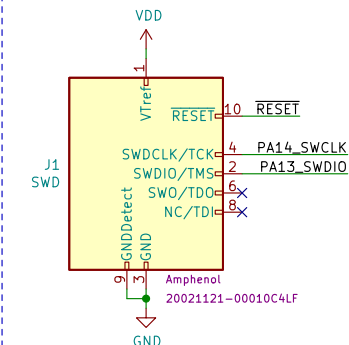 VDD
1
VTref
RESET
10
RESET
J1
SWD
SWDCLK/TCK
4
PA14_SWCLK
SWDIO/TMS
2
PA13_SWDIO
SWO/TDO
6
NC/TDI
8
GNDDetect
GND
9
3
Amphenol
20021121-00010C4LF
GND